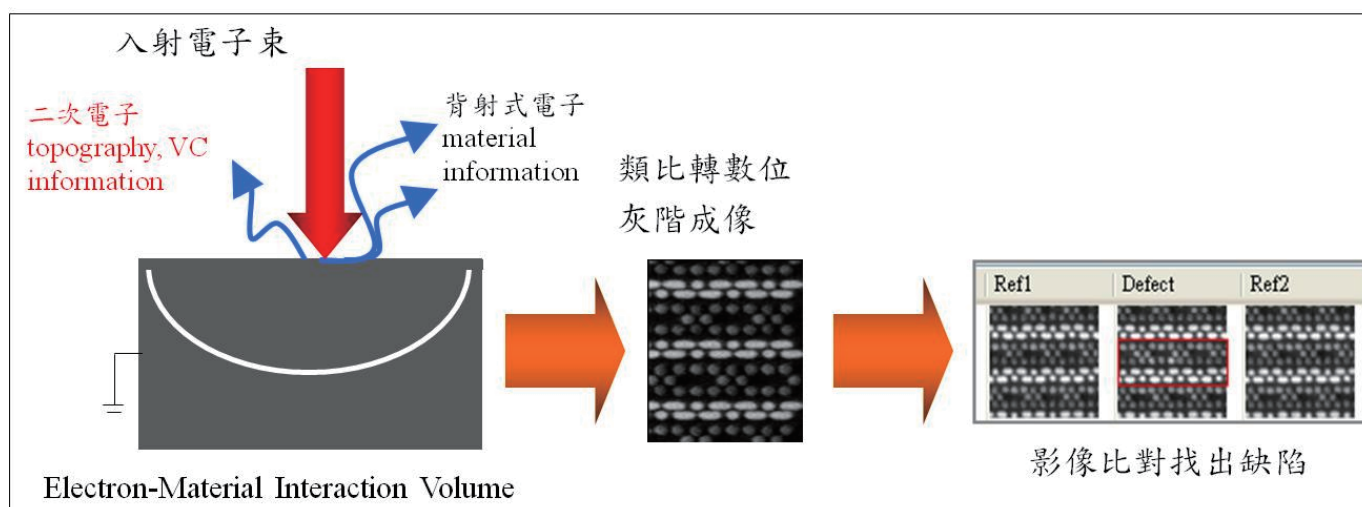 入射電子束
二次電子
topography, VC
information
背射式電子
material
information
類比轉數位
灰階成像
Electron-Material Interaction Volume
Ref1
Defect
Ref2
影像比對找出缺陷